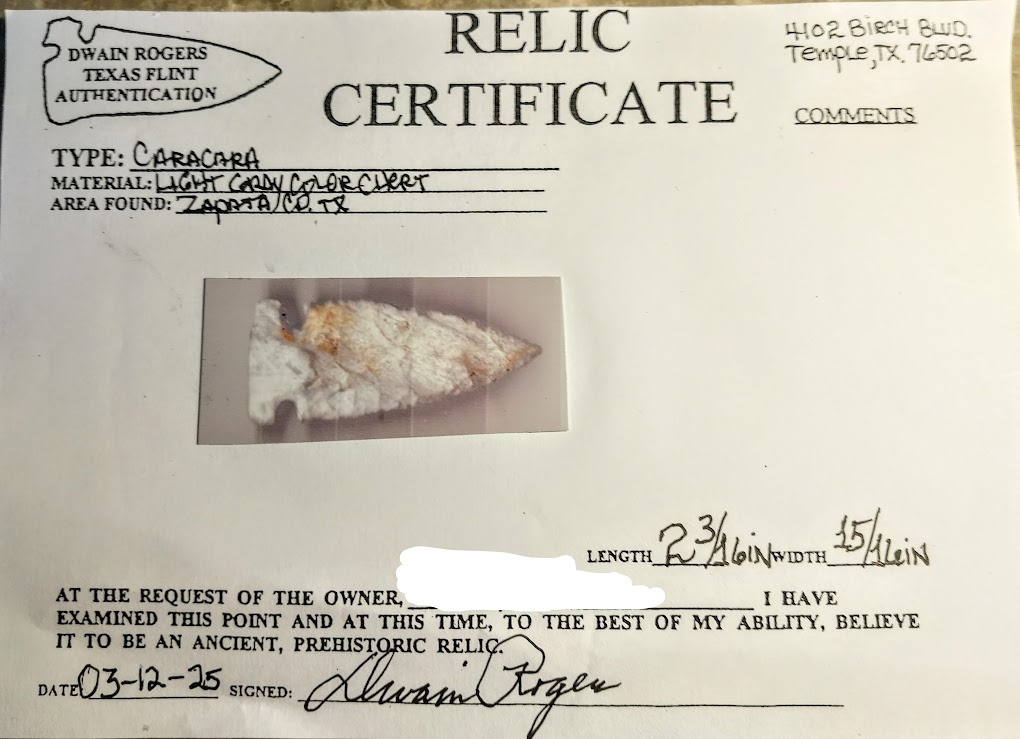 DWAIN ROGERS
TEXAS FLINT
AUTHENTICATION
RELIC
CERTIFICATE
4102 BIRCH BLVD.
Temple, TX. 76502
COMMENTS
TYPE: CARACARA
MATERIAL: LIGHT GRAY COLOR CHERT
AREA FOUND: ZAPATA CO. TX
LENGTH 2 3/16 IN WIDTH 15/16 IN
AT THE REQUEST OF THE OWNER, I HAVE
EXAMINED THIS POINT AND AT THIS TIME, TO THE BEST OF MY ABILITY, BELIEVE
IT TO BE AN ANCIENT, PREHISTORIC RELIC.
DATE 03-12-25 SIGNED: Dwain Rogers